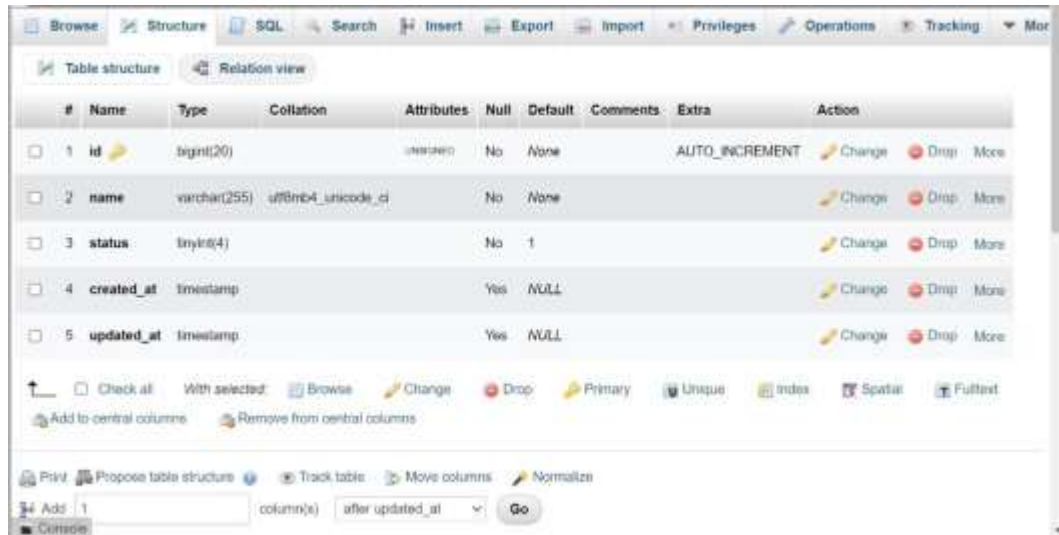 Browse Structure SQL Search Insert Export Import Privileges Operations Tracking Mor
Table structure Relation view
# Name Type Collation Attributes Null Default Comments Extra Action
1 id bigint(20) UNSIGNED No None AUTO_INCREMENT Change Drop More
2 name varchar(255) utf8mb4_unicode_ci No None Change Drop More
3 status tinyint(4) No 1 Change Drop More
4 created_at timestamp Yes NULL Change Drop More
5 updated_at timestamp Yes NULL Change Drop More
Check all With selected: Browse Change Drop Primary Unique Index Spatial Fulltext
Add to central columns Remove from central columns
Print Propose table structure Track table Move columns Normalize
Add 1 column(s) after updated_at Go
Console